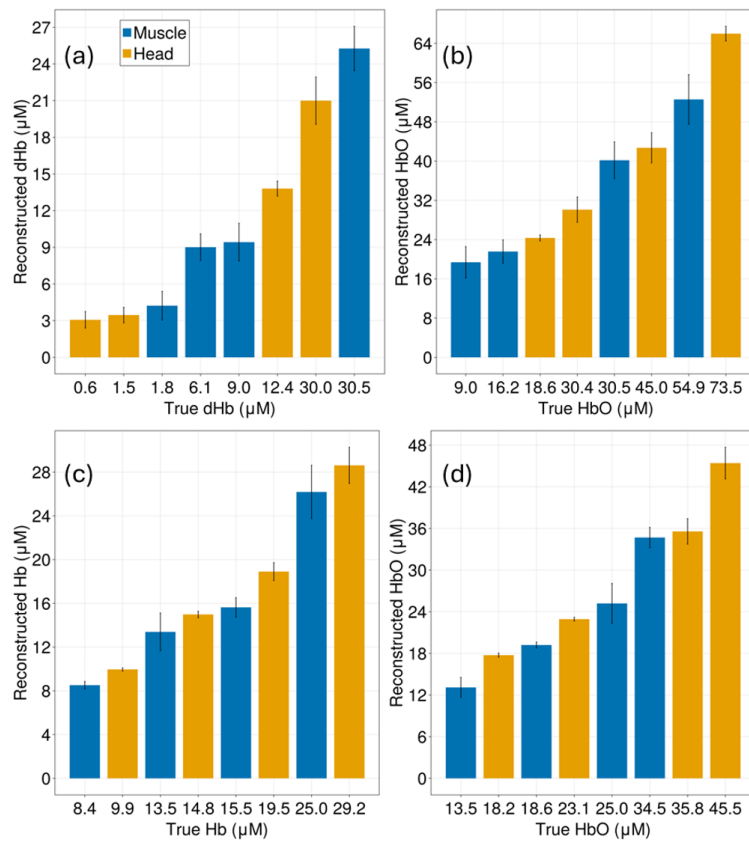 (a)
Muscle
Head
Reconstructed dHb (μM)
27
24
21
18
15
12
9
6
3
0
0.6 1.5 1.8 6.1 9.0 12.4 30.0 30.5
True dHb (μM)
(b)
Reconstructed HbO (μM)
64
56
48
40
32
24
16
8
0
9.0 16.2 18.6 30.4 30.5 45.0 54.9 73.5
True HbO (μM)
(c)
Reconstructed Hb (μM)
28
24
20
16
12
8
4
0
8.4 9.9 13.5 14.8 15.5 19.5 25.0 29.2
True Hb (μM)
(d)
Reconstructed HbO (μM)
48
42
36
30
24
18
12
6
0
13.5 18.2 18.6 23.1 25.0 34.5 35.8 45.5
True HbO (μM)